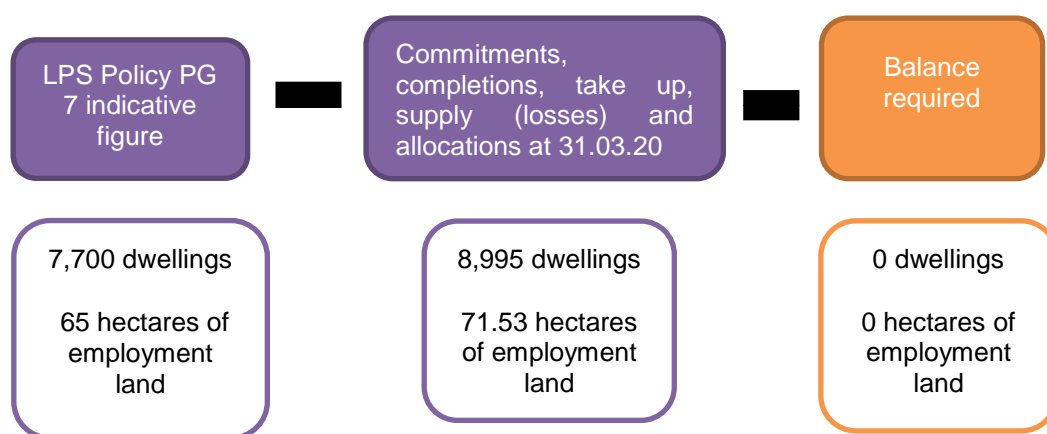 LPS Policy PG
7 indicative
figure
Commitments,
completions, take up,
supply (losses) and
allocations at 31.03.20
Balance
required
7,700 dwellings
65 hectares of
employment
land
8,995 dwellings
71.53 hectares
of employment
land
0 dwellings
0 hectares of
employment
land